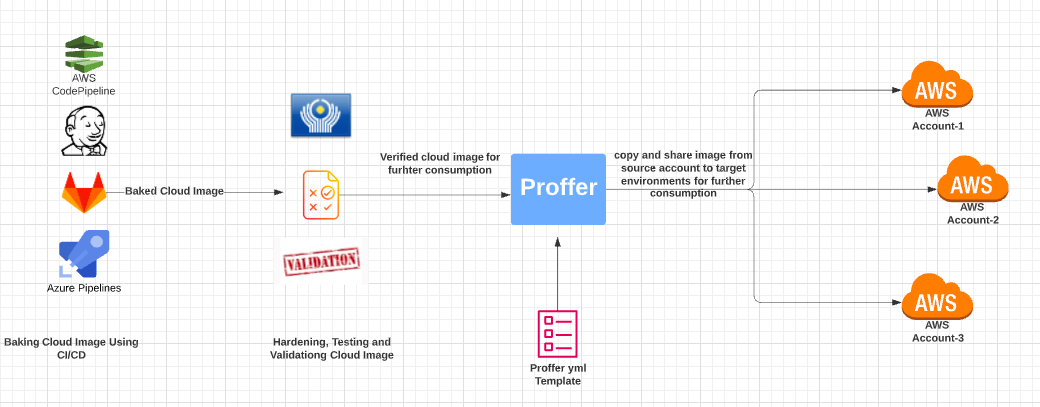 AWS
CodePipeline
Baked Cloud Image
Azure Pipelines
Baking Cloud Image Using
CI/CD
VALIDATION
Hardening, Testing and
Validationg Cloud Image
Verified cloud image for
furhter consumption
Proffer
Proffer yml
Template
copy and share image from
source account to target
environments for further
consumption
AWS
AWS
Account-1
AWS
AWS
Account-2
AWS
AWS
Account-3